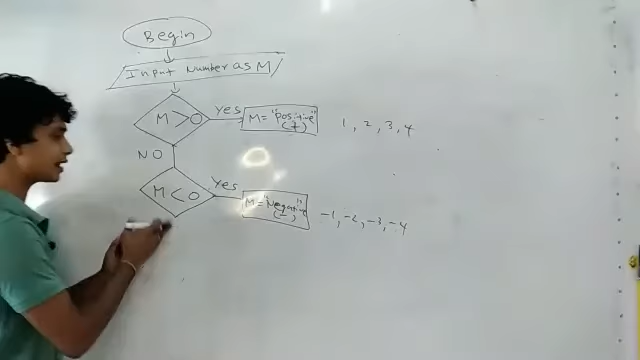 Begin
Input Number as M
M > 0
Yes
M = "Positive"
(+)
1, 2, 3, 4
NO
M < 0
Yes
M = "Negative"
(-)
-1, -2, -3, -4